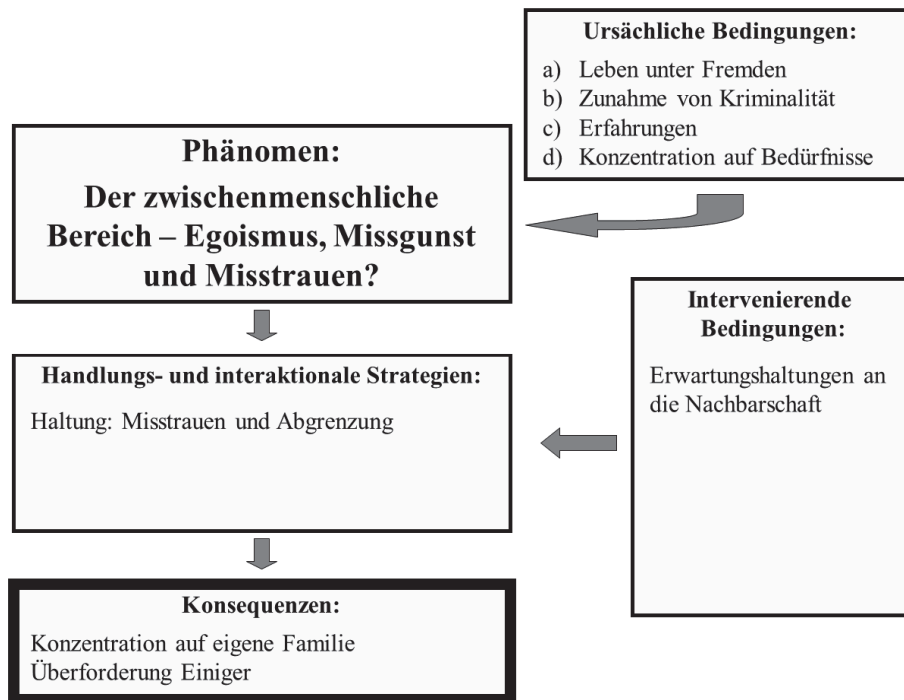 Ursächliche Bedingungen:
a) Leben unter Fremden
b) Zunahme von Kriminalität
c) Erfahrungen
d) Konzentration auf Bedürfnisse
Phänomen:
Der zwischenmenschliche
Bereich – Egoismus, Missgunst
und Misstrauen?
Intervenierende
Bedingungen:
Erwartungshaltungen an
die Nachbarschaft
Handlungs- und interaktionale Strategien:
Haltung: Misstrauen und Abgrenzung
Konsequenzen:
Konzentration auf eigene Familie
Überforderung Einiger